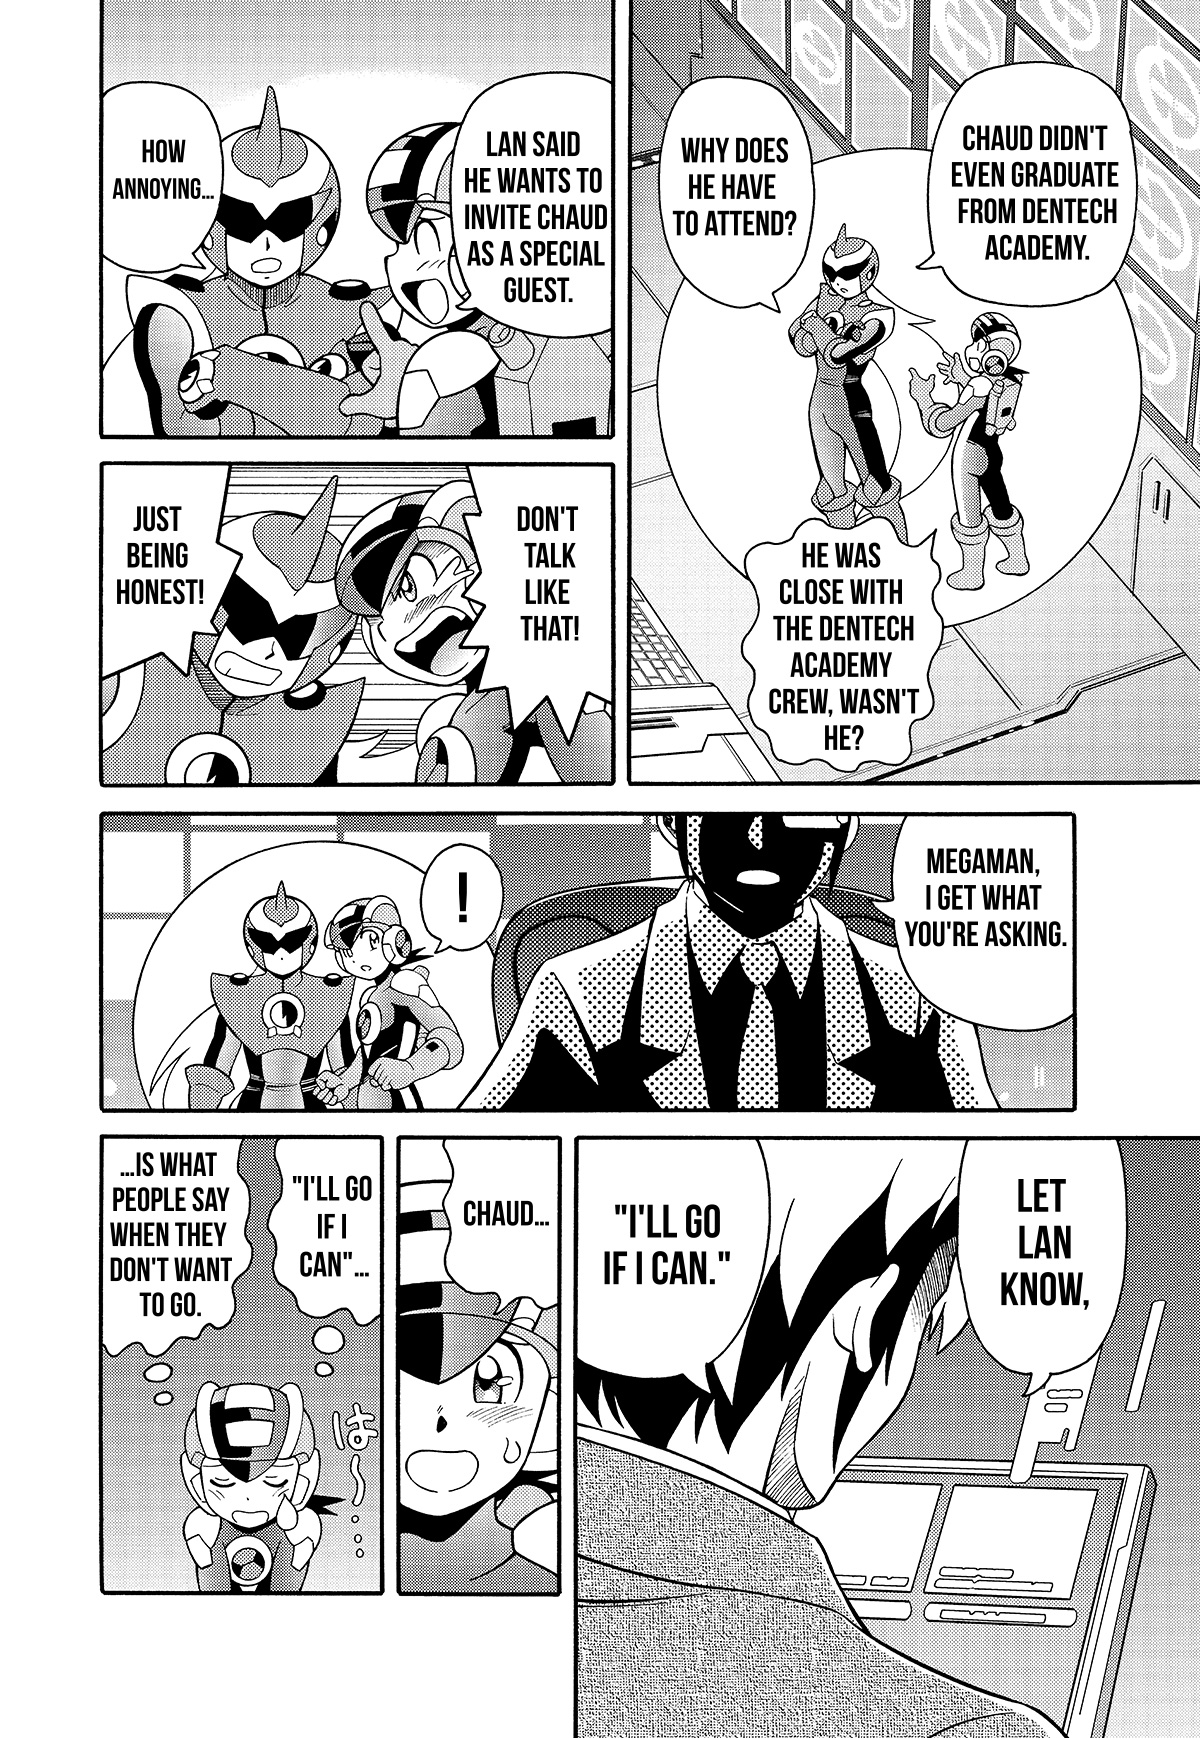 CHAUD DIDN'T
EVEN GRADUATE
FROM DENTECH
ACADEMY.
WHY DOES
HE HAVE
TO ATTEND?
HE WAS
CLOSE WITH
THE DENTECH
ACADEMY
CREW, WASN'T
HE?
LAN SAID
HE WANTS TO
INVITE CHAUD
AS A SPECIAL
GUEST.
HOW
ANNOYING...
DON'T
TALK
LIKE
THAT!
JUST
BEING
HONEST!
MEGAMAN,
I GET WHAT
YOU'RE ASKING.
!
LET
LAN
KNOW,
"I'LL GO
IF I CAN."
CHAUD...
"I'LL GO
IF I
CAN"...
...IS WHAT
PEOPLE SAY
WHEN THEY
DON'T WANT
TO GO.
は〜…